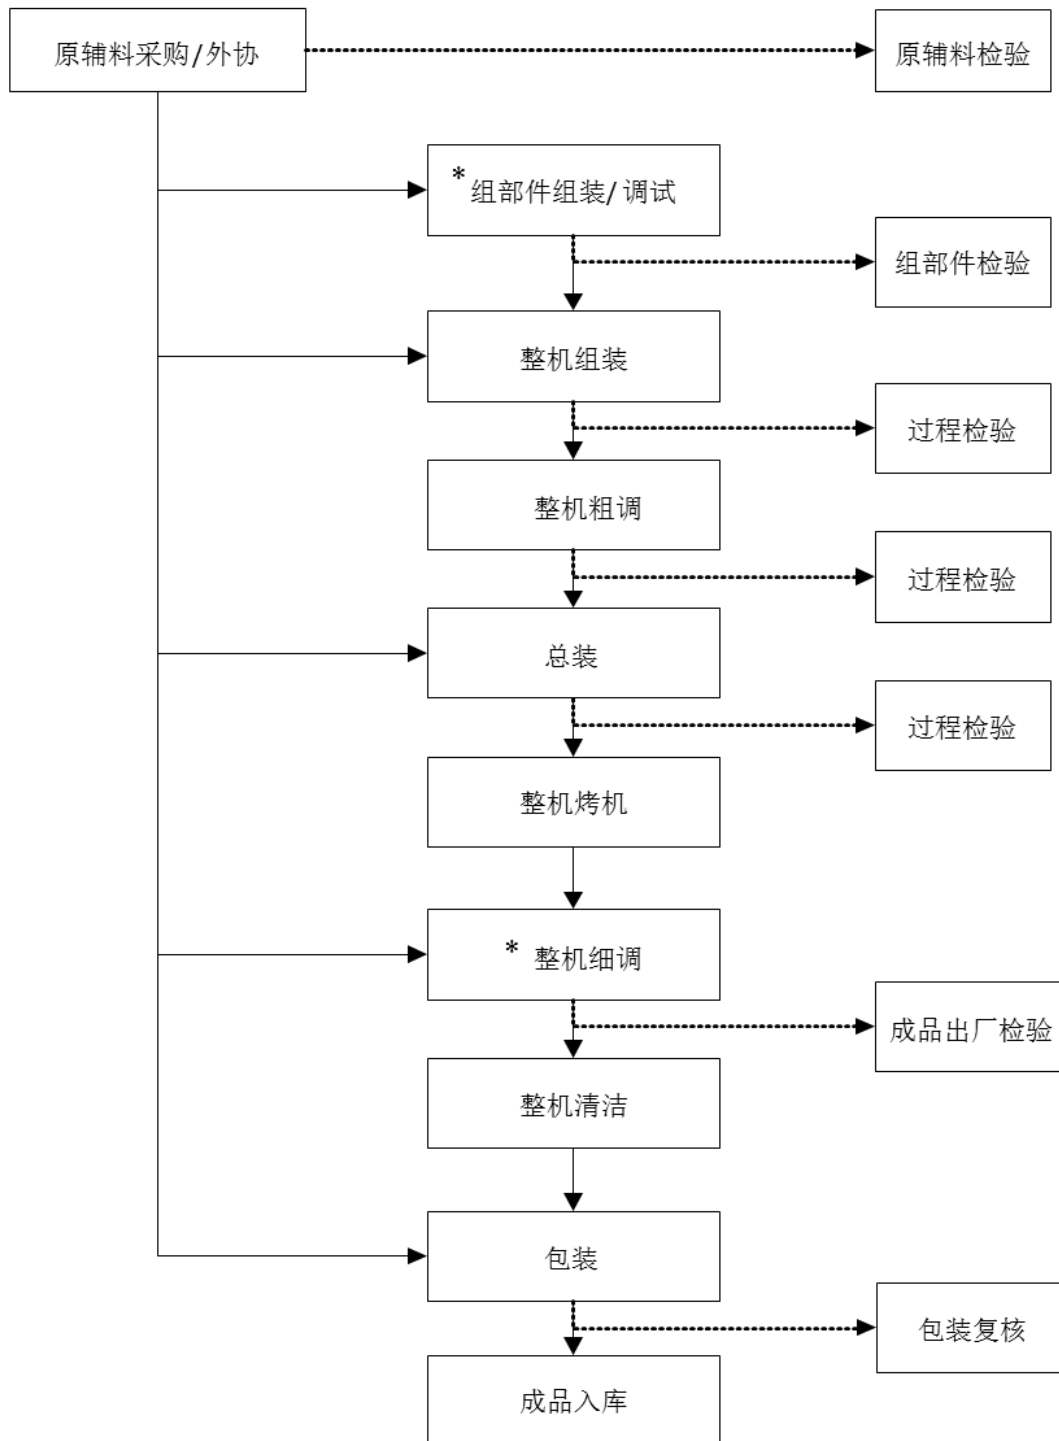 原辅料采购/外协
原辅料检验
*组部件组装/调试
组部件检验
整机组装
过程检验
整机粗调
过程检验
总装
过程检验
整机烤机
* 整机细调
成品出厂检验
整机清洁
包装
包装复核
成品入库